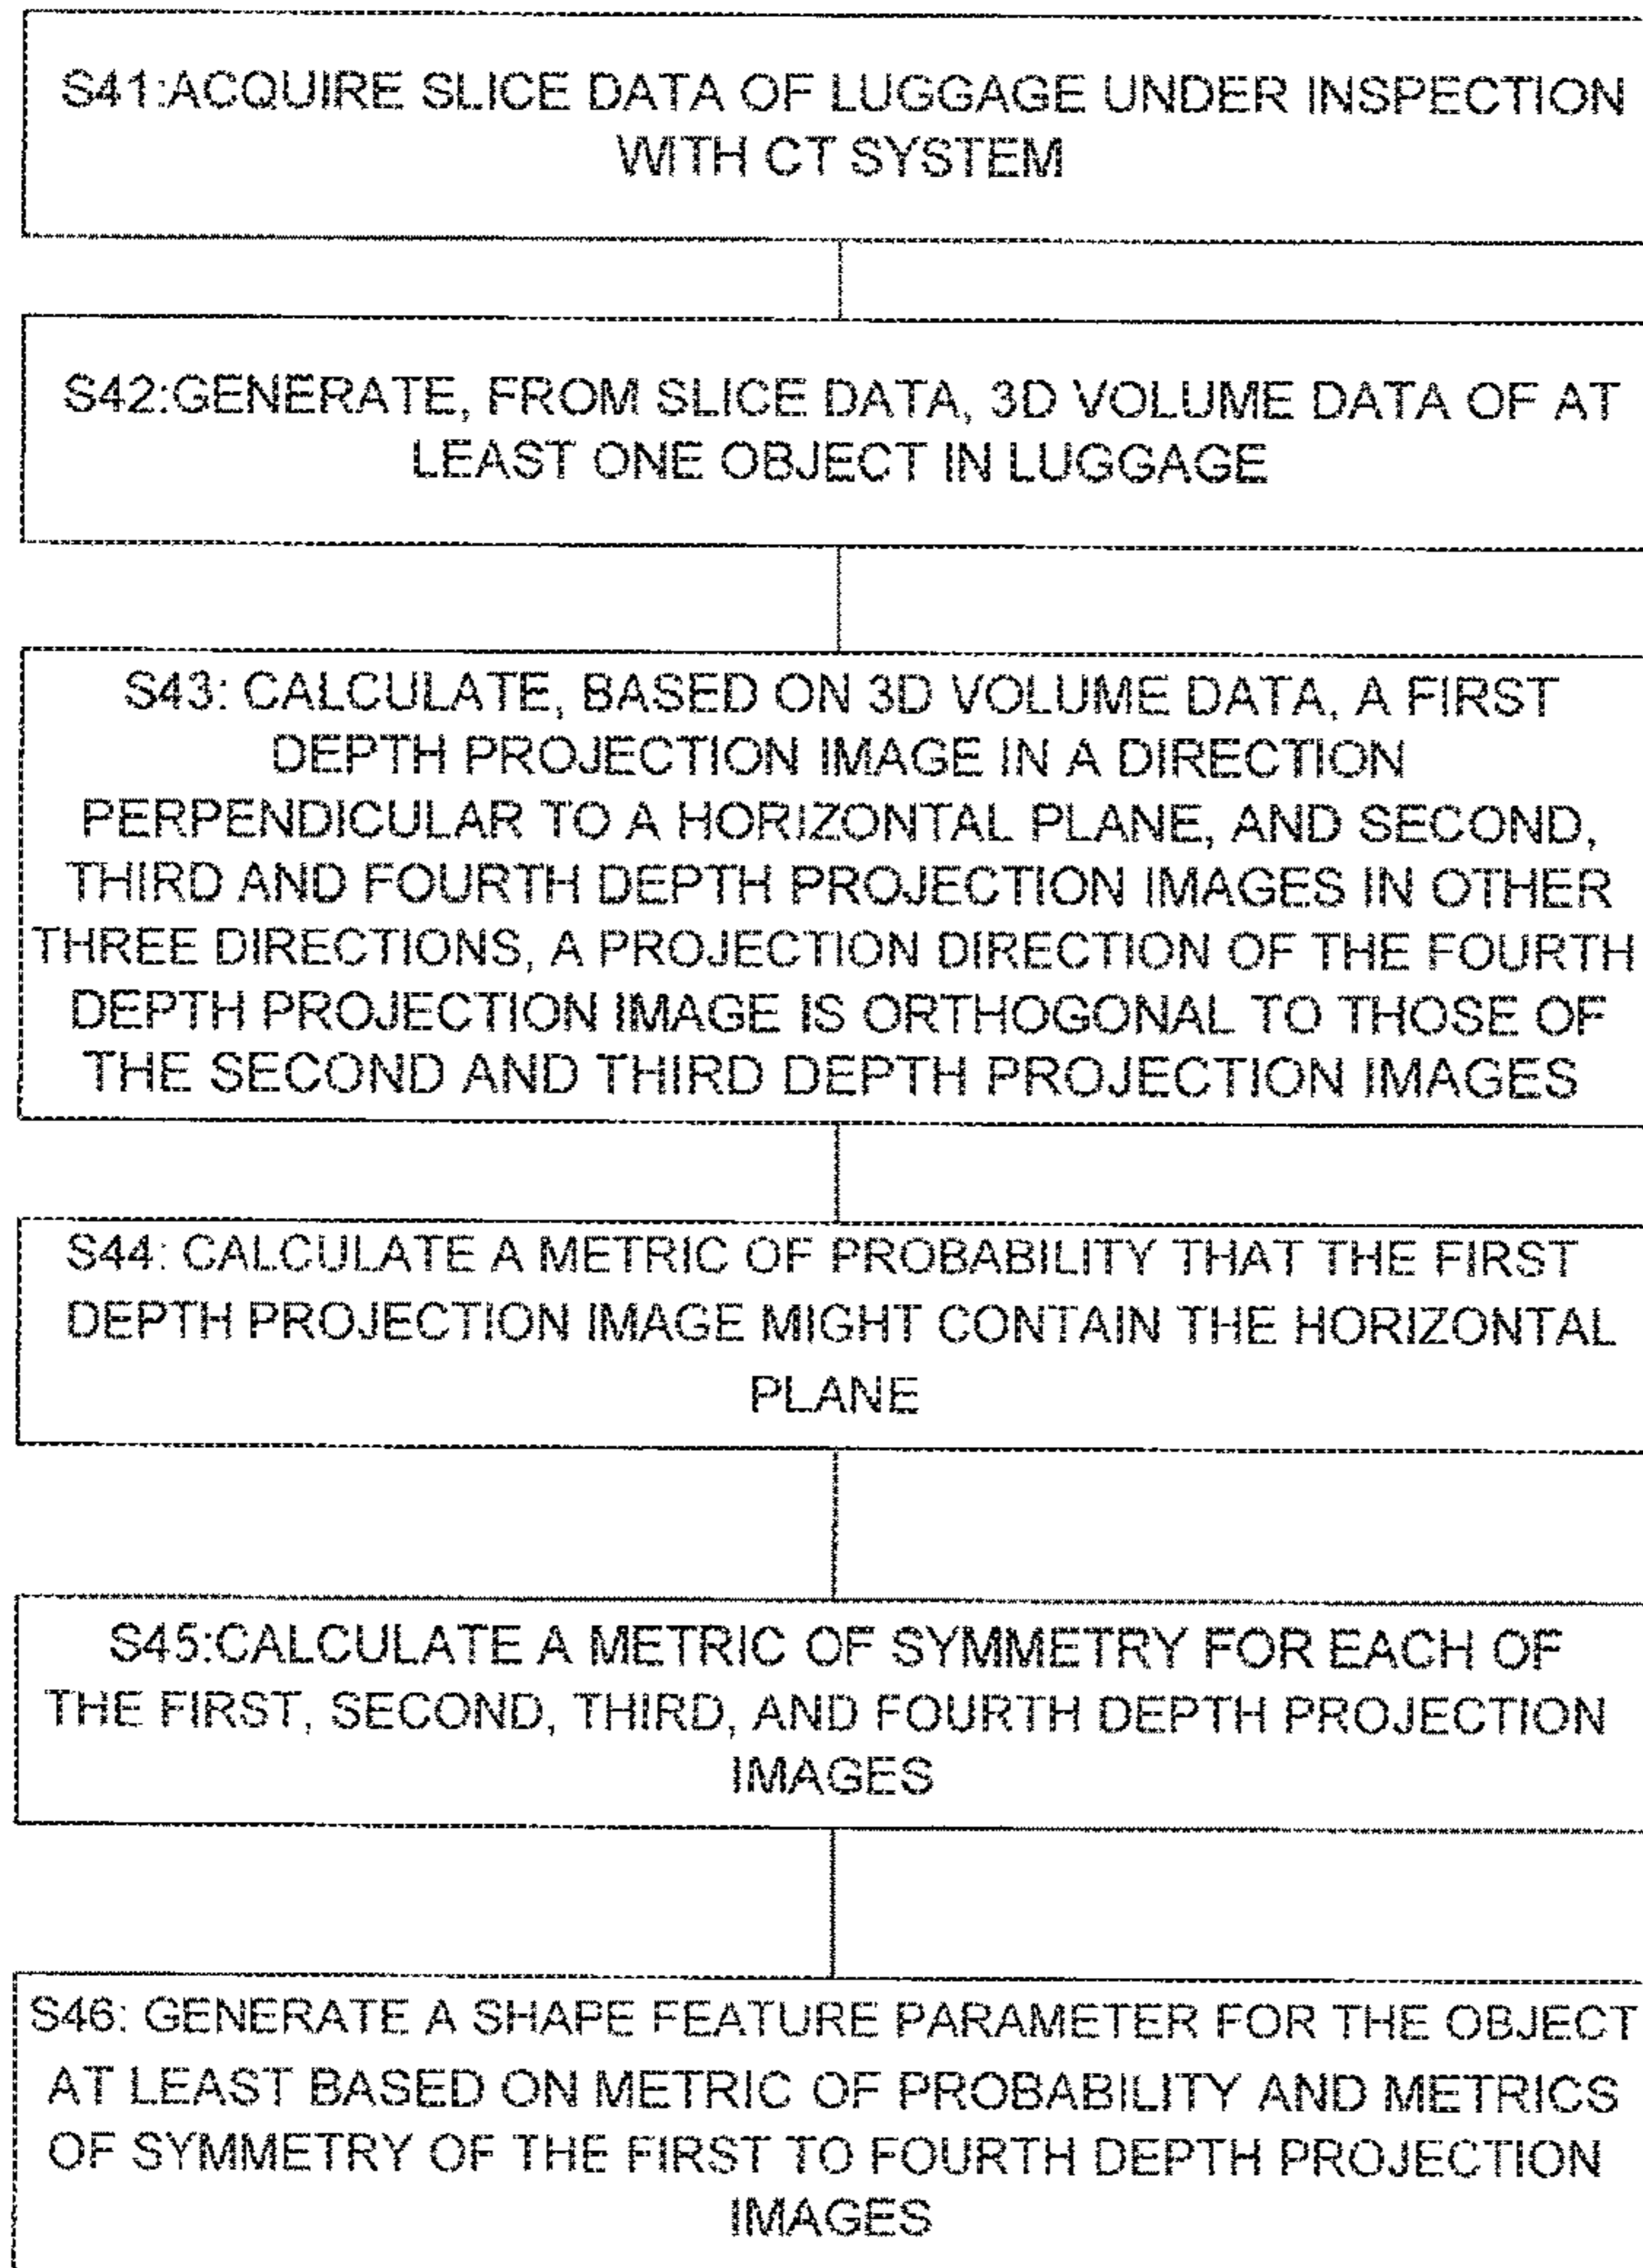 S41:ACQUIRE SLICE DATA OF LUGGAGE UNDER INSPECTION
WITH CT SYSTEM
S42:GENERATE, FROM SLICE DATA, 3D VOLUME DATA OF AT
LEAST ONE OBJECT IN LUGGAGE
S43: CALCULATE, BASED ON 3D VOLUME DATA, A FIRST
DEPTH PROJECTION IMAGE IN A DIRECTION
PERPENDICULAR TO A HORIZONTAL PLANE, AND SECOND,
THIRD AND FOURTH DEPTH PROJECTION IMAGES IN OTHER
THREE DIRECTIONS, A PROJECTION DIRECTION OF THE FOURTH
DEPTH PROJECTION IMAGE IS ORTHOGONAL TO THOSE OF
THE SECOND AND THIRD DEPTH PROJECTION IMAGES
S44: CALCULATE A METRIC OF PROBABILITY THAT THE FIRST
DEPTH PROJECTION IMAGE MIGHT CONTAIN THE HORIZONTAL
PLANE
S45:CALCULATE A METRIC OF SYMMETRY FOR EACH OF
THE FIRST, SECOND, THIRD, AND FOURTH DEPTH PROJECTION
IMAGES
S46: GENERATE A SHAPE FEATURE PARAMETER FOR THE OBJECT
AT LEAST BASED ON METRIC OF PROBABILITY AND METRICS
OF SYMMETRY OF THE FIRST TO FOURTH DEPTH PROJECTION
IMAGES